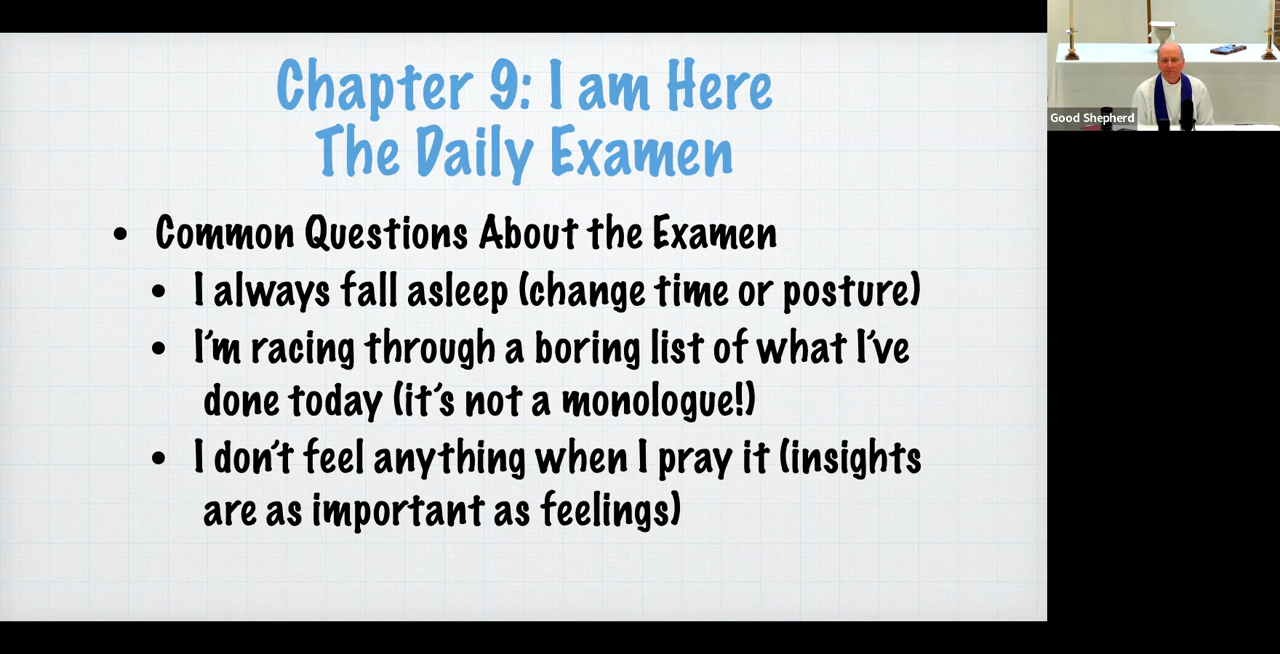 Chapter 9: I am Here
The Daily Examen
• Common Questions About the Examen
• I always fall asleep (change time or posture)
• I'm racing through a boring list of what I've
done today (it's not a monologue!)
• I don't feel anything when I pray it (insights
are as important as feelings)
Good Shepherd